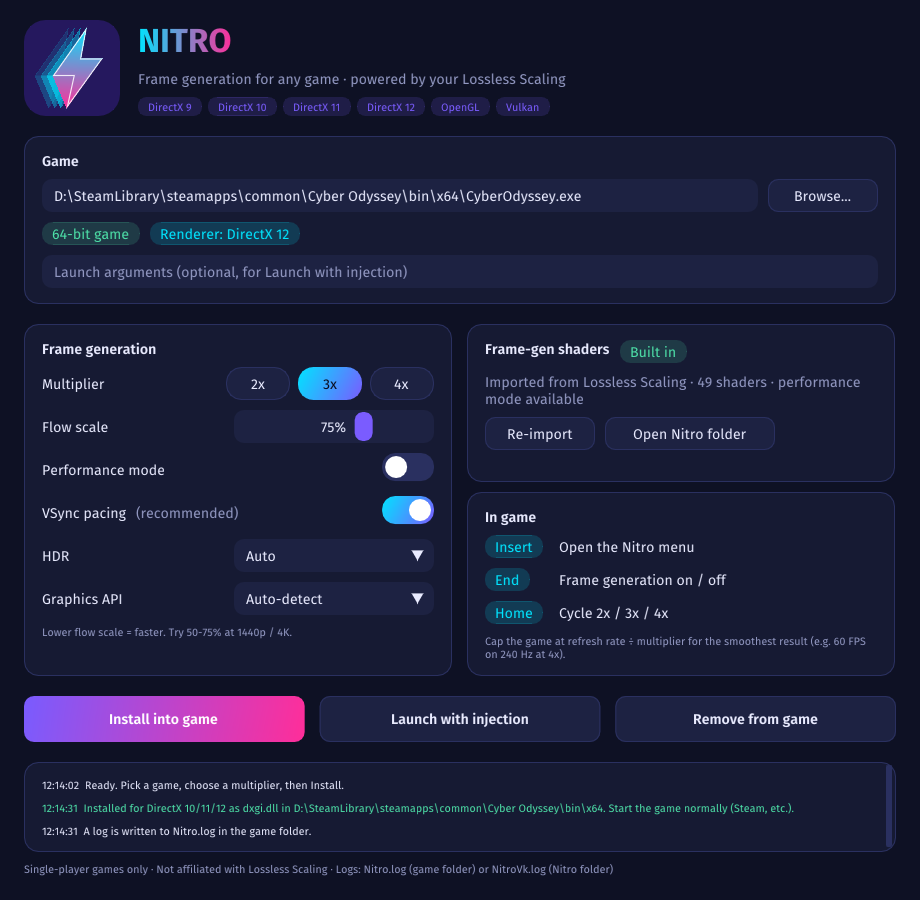 NITRO
Frame generation for any game · powered by your Lossless Scaling
DirectX 9 DirectX 10 DirectX 11 DirectX 12 OpenGL Vulkan
Game
D:\SteamLibrary\steamapps\common\Cyber Odyssey\bin\x64\CyberOdyssey.exe Browse...
64-bit game Renderer: DirectX 12
Launch arguments (optional, for Launch with injection)
Frame generation
Multiplier 2x 3x 4x
Flow scale 75%
Performance mode
VSync pacing (recommended)
HDR Auto
Graphics API Auto-detect
Lower flow scale = faster. Try 50-75% at 1440p / 4K.
Frame-gen shaders Built in
Imported from Lossless Scaling · 49 shaders · performance
mode available
Re-import Open Nitro folder
In game
Insert Open the Nitro menu
End Frame generation on / off
Home Cycle 2x / 3x / 4x
Cap the game at refresh rate ÷ multiplier for the smoothest result (e.g. 60 FPS
on 240 Hz at 4x).
Install into game Launch with injection Remove from game
12:14:02 Ready. Pick a game, choose a multiplier, then Install.
12:14:31 Installed for DirectX 10/11/12 as dxgi.dll in D:\SteamLibrary\steamapps\common\Cyber Odyssey\bin\x64. Start the game normally (Steam, etc.).
12:14:31 A log is written to Nitro.log in the game folder.
Single-player games only · Not affiliated with Lossless Scaling · Logs: Nitro.log (game folder) or NitroVk.log (Nitro folder)